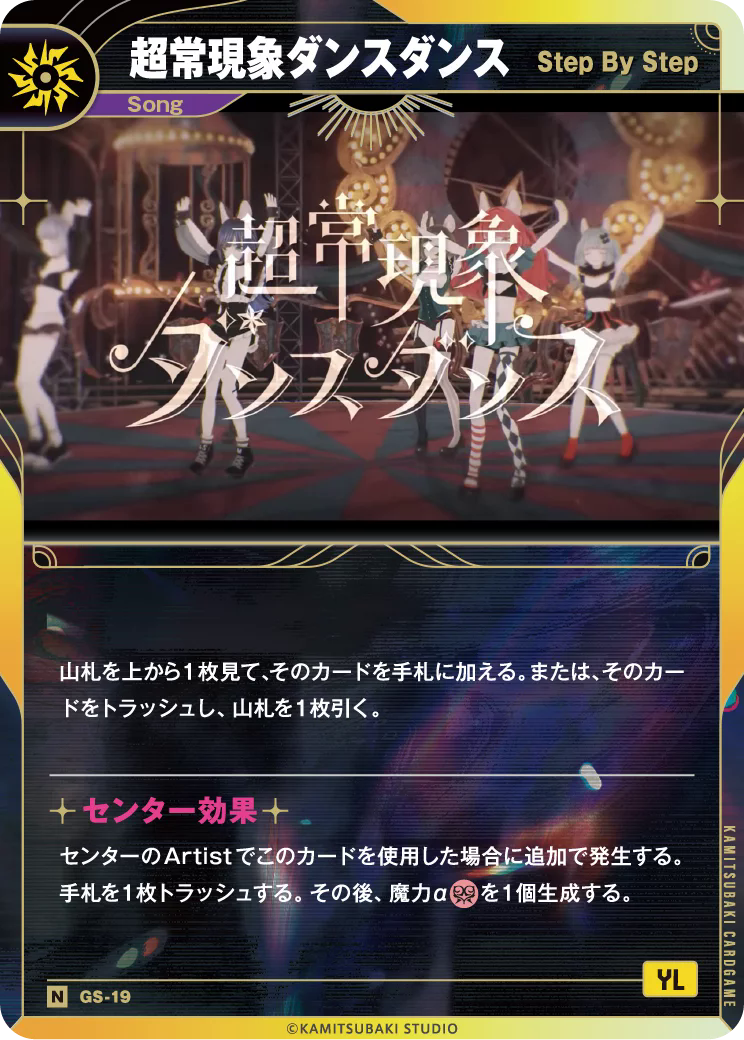 超常現象ダンスダンス Step By Step
Song
超常現象
ダンスダンス
山札を上から1枚見て、そのカードを手札に加える。または、そのカー
ドをトラッシュし、山札を1枚引く。
センター効果
センターのArtistでこのカードを使用した場合に追加で発生する。
手札を1枚トラッシュする。その後、魔力αを1個生成する。
KAMITSUBAKI CARDGAME
YL
N GS-19
©KAMITSUBAKI STUDIO